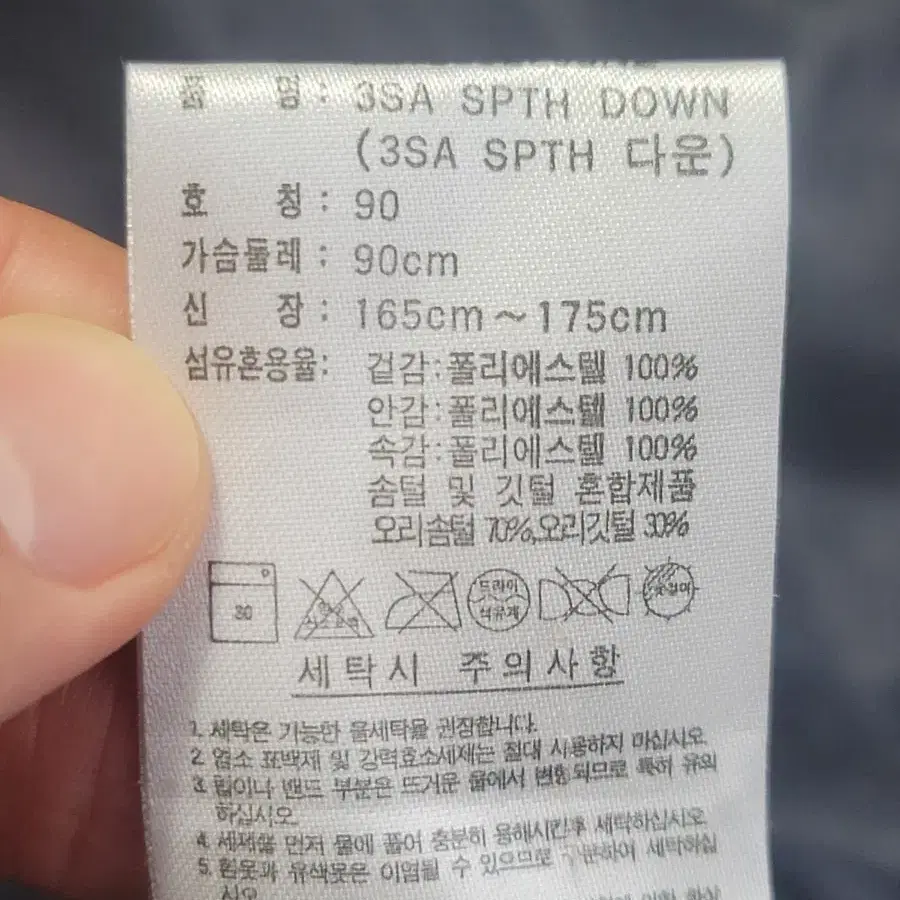 품 명 : 3SA SPTH DOWN
(3SA SPTH 다운)
호 칭 : 90
가슴둘레 : 90cm
신 장 : 165cm~175cm
섬유혼용율: 겉감:폴리에스텔 100%
안감:폴리에스텔 100%
속감:폴리에스텔 100%
솜털 및 깃털 혼합제품
오리솜털 70%,오리깃털 30%
30
드라이
석유계
세탁시 주의사항
1. 세탁은 가능한 물세탁을 권장합니다.
2. 염소 표백제 및 강력효소세제는 절대 사용하지 마십시오.
3. 립이나 밴드 부분은 뜨거운 물에서 변형되므로 특히 유의
하십시오.
4. 세제를 먼저 물에 풀어 충분히 용해시킨후 세탁하십시오.
5. 흰옷과 유색옷은 이염될 수 있으므로 구분하여 세탁하십
시오.